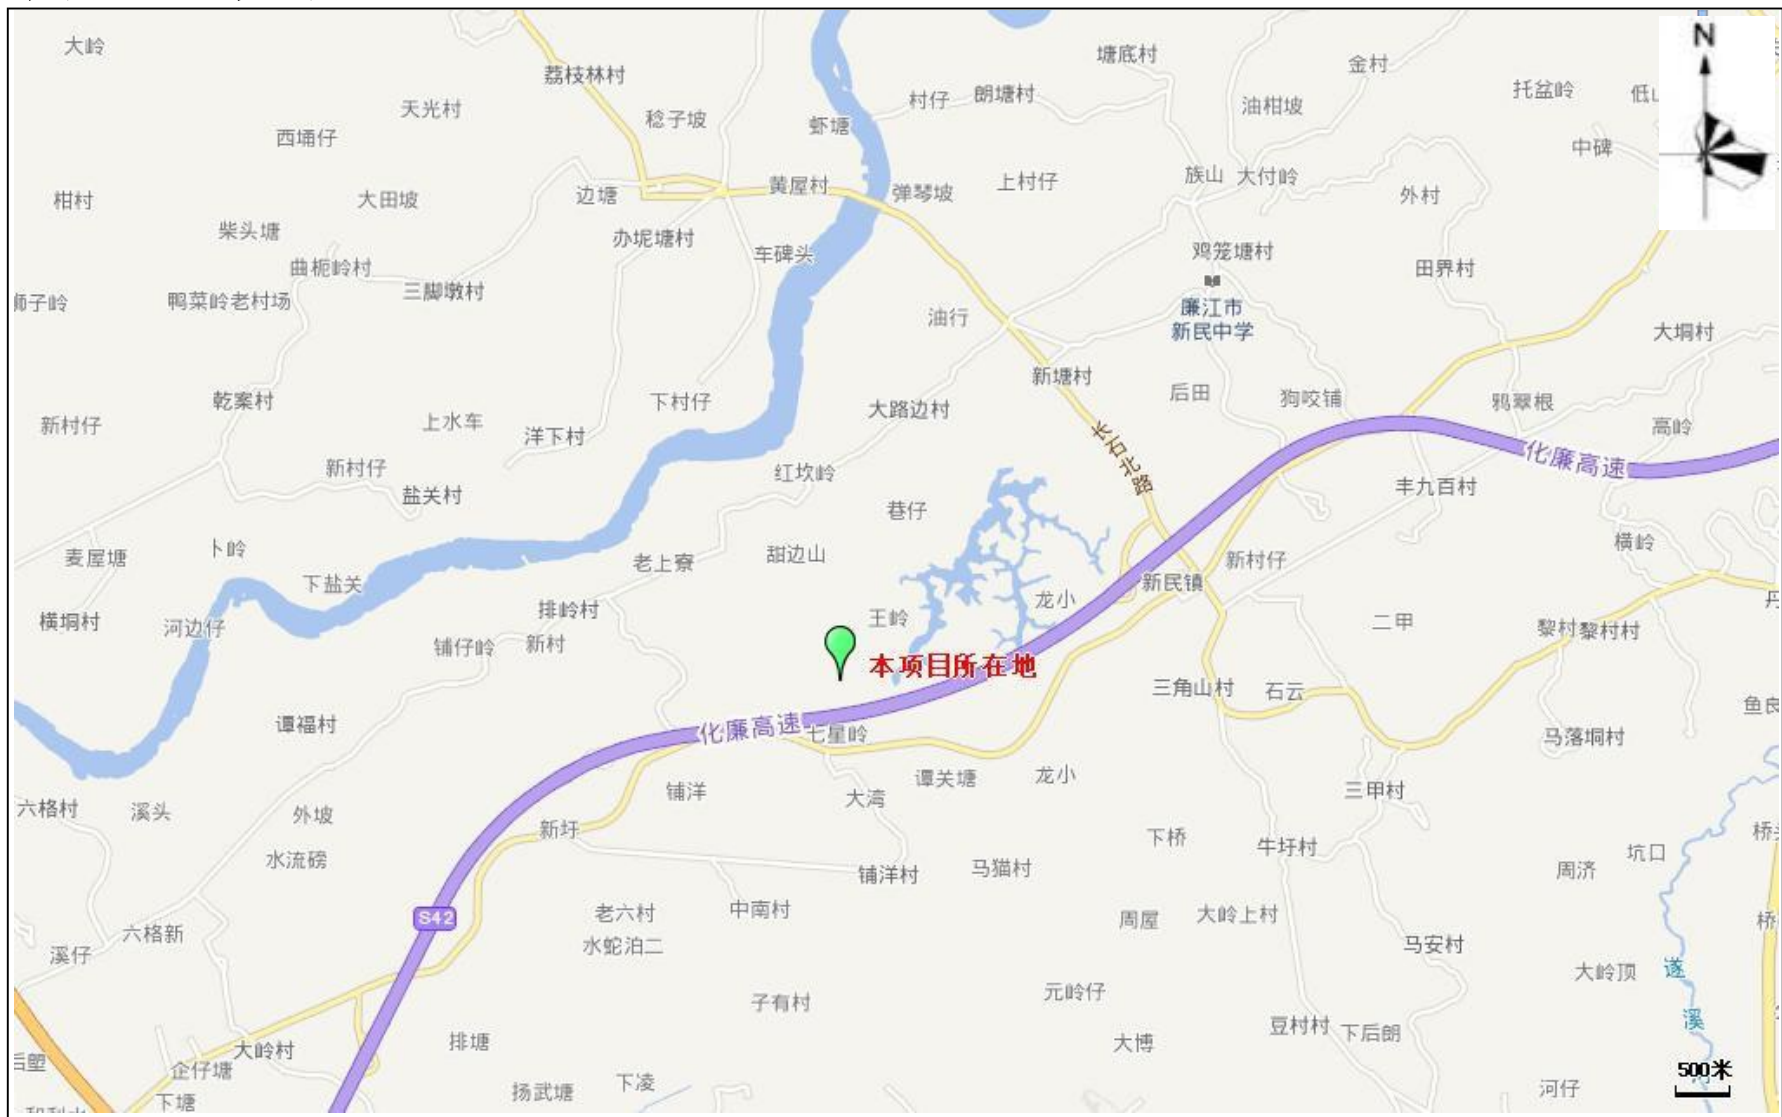 大岭
荔枝林村
塘底村
金村
N
天光村
稔子坡
虾塘
村仔
朗塘村
油柑坡
托盆岭
西埇仔
中碑
柑村
大田坡
边塘
黄屋村
弹琴坡
上村仔
族山
大付岭
外村
柴头塘
办坭塘村
车碑头
鸡笼塘村
田界村
曲枙岭村
三脚墩村
鸭菜岭老村场
狮子岭
廉江市
新民中学
油行
大垌村
新塘村
后田
狗咬铺
鸦翠根
乾案村
新村仔
上水车
洋下村
下村仔
大路边村
长石北路
高岭
化廉高速
新村仔
盐关村
红坎岭
巷仔
丰九百村
麦屋塘
卜岭
下盐关
老上寮
甜边山
新村仔
横岭
新民镇
横垌村
河边仔
排岭村
铺仔岭
新村
王岭
龙小
二甲
黎村
黎村村
丹
本项目所在地
三角山村
石云
鱼良
谭福村
化廉高速
七星岭
马落垌村
六格村
溪头
外坡
铺洋
大湾
谭关塘
龙小
三甲村
水流磅
新圩
铺洋村
马猫村
下桥
牛圩村
周济
坑口
桥
S42
老六村
中南村
周屋
大岭上村
桥
六格新
溪仔
水蛇泊二
马安村
大岭顶
遂溪
子有村
元岭仔
豆村村
下后朗
排塘
大博
大岭村
后塱
企仔塘
下塘
扬武塘
下凌
河仔
500米